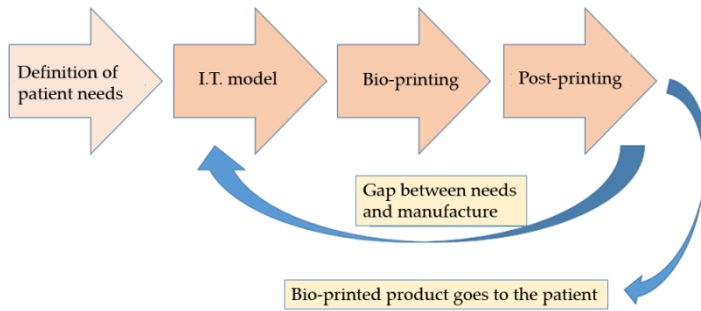 Definition of
patient needs
I.T. model
Bio-printing
Post-printing
Gap between needs
and manufacture
Bio-printed product goes to the patient